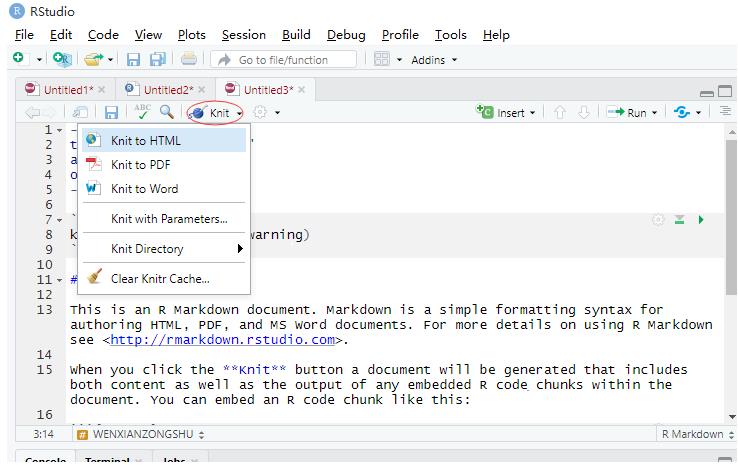 RStudio
File Edit Code View Plots Session Build Debug Profile Tools Help
Go to file/function Addins
Untitled1* Untitled2* Untitled3*
ABC Knit Insert Run
1 -
Knit to HTML
2 t "
Knit to PDF
3 a
4 o
Knit to Word
5 -
6
Knit with Parameters...
7 `
8 k warning)
Knit Directory
9 `
10
Clear Knitr Cache...
11 #
12
13 This is an R Markdown document. Markdown is a simple formatting syntax for
authoring HTML, PDF, and MS Word documents. For more details on using R Markdown
see <http://rmarkdown.rstudio.com>.
14
15 When you click the **Knit** button a document will be generated that includes
both content as well as the output of any embedded R code chunks within the
document. You can embed an R code chunk like this:
16
3:14 # WENXIANZONGSHU R Markdown
Console Terminal Jobs